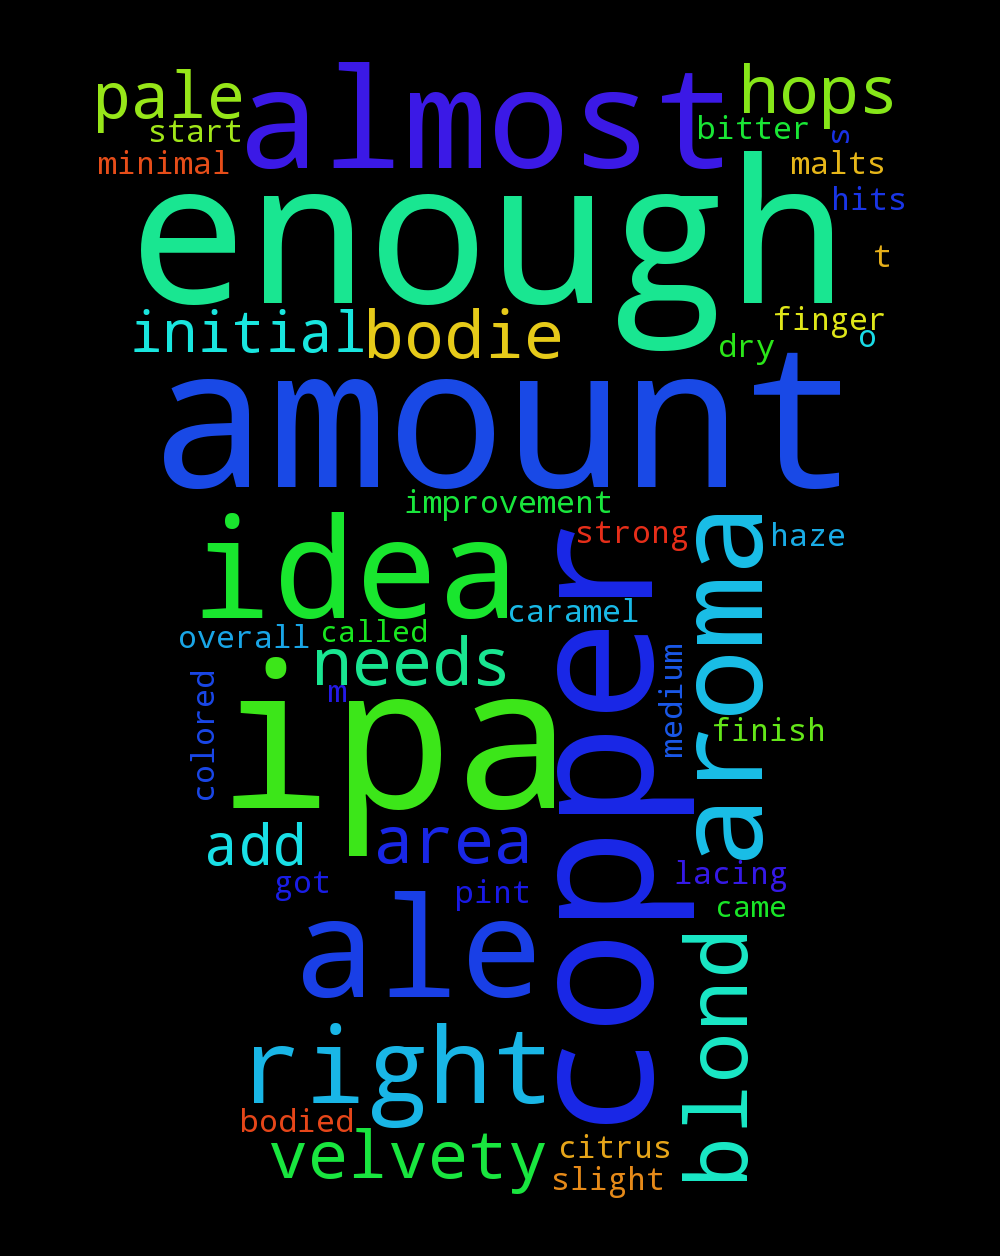 pale
almost
hops
start
bitter
s
minimal
malts
enough
hits
t
initial
bodie
finger
dry
o
amount
improvement
idea
strong
aroma
haze
copper
caramel
overall
called
needs
medium
m
colored
ipa
finish
add
area
got
pint
lacing
came
ale
blond
right
bodied
velvety
citrus
slight